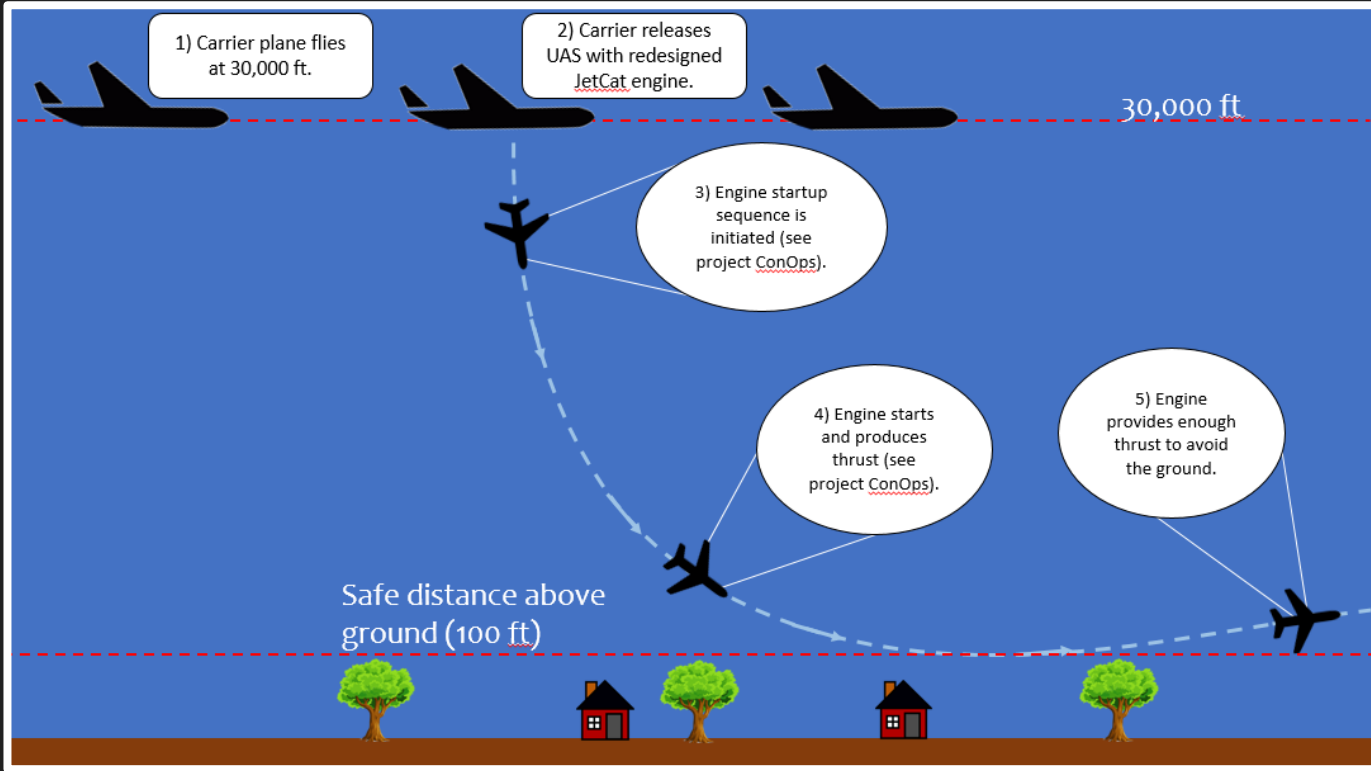 1) Carrier plane flies
at 30,000 ft.
2) Carrier releases
UAS with redesigned
JetCat engine.
30,000 ft
3) Engine startup
sequence is
initiated (see
project ConOps).
4) Engine starts
and produces
thrust (see
project ConOps).
5) Engine
provides enough
thrust to avoid
the ground.
Safe distance above
ground (100 ft)